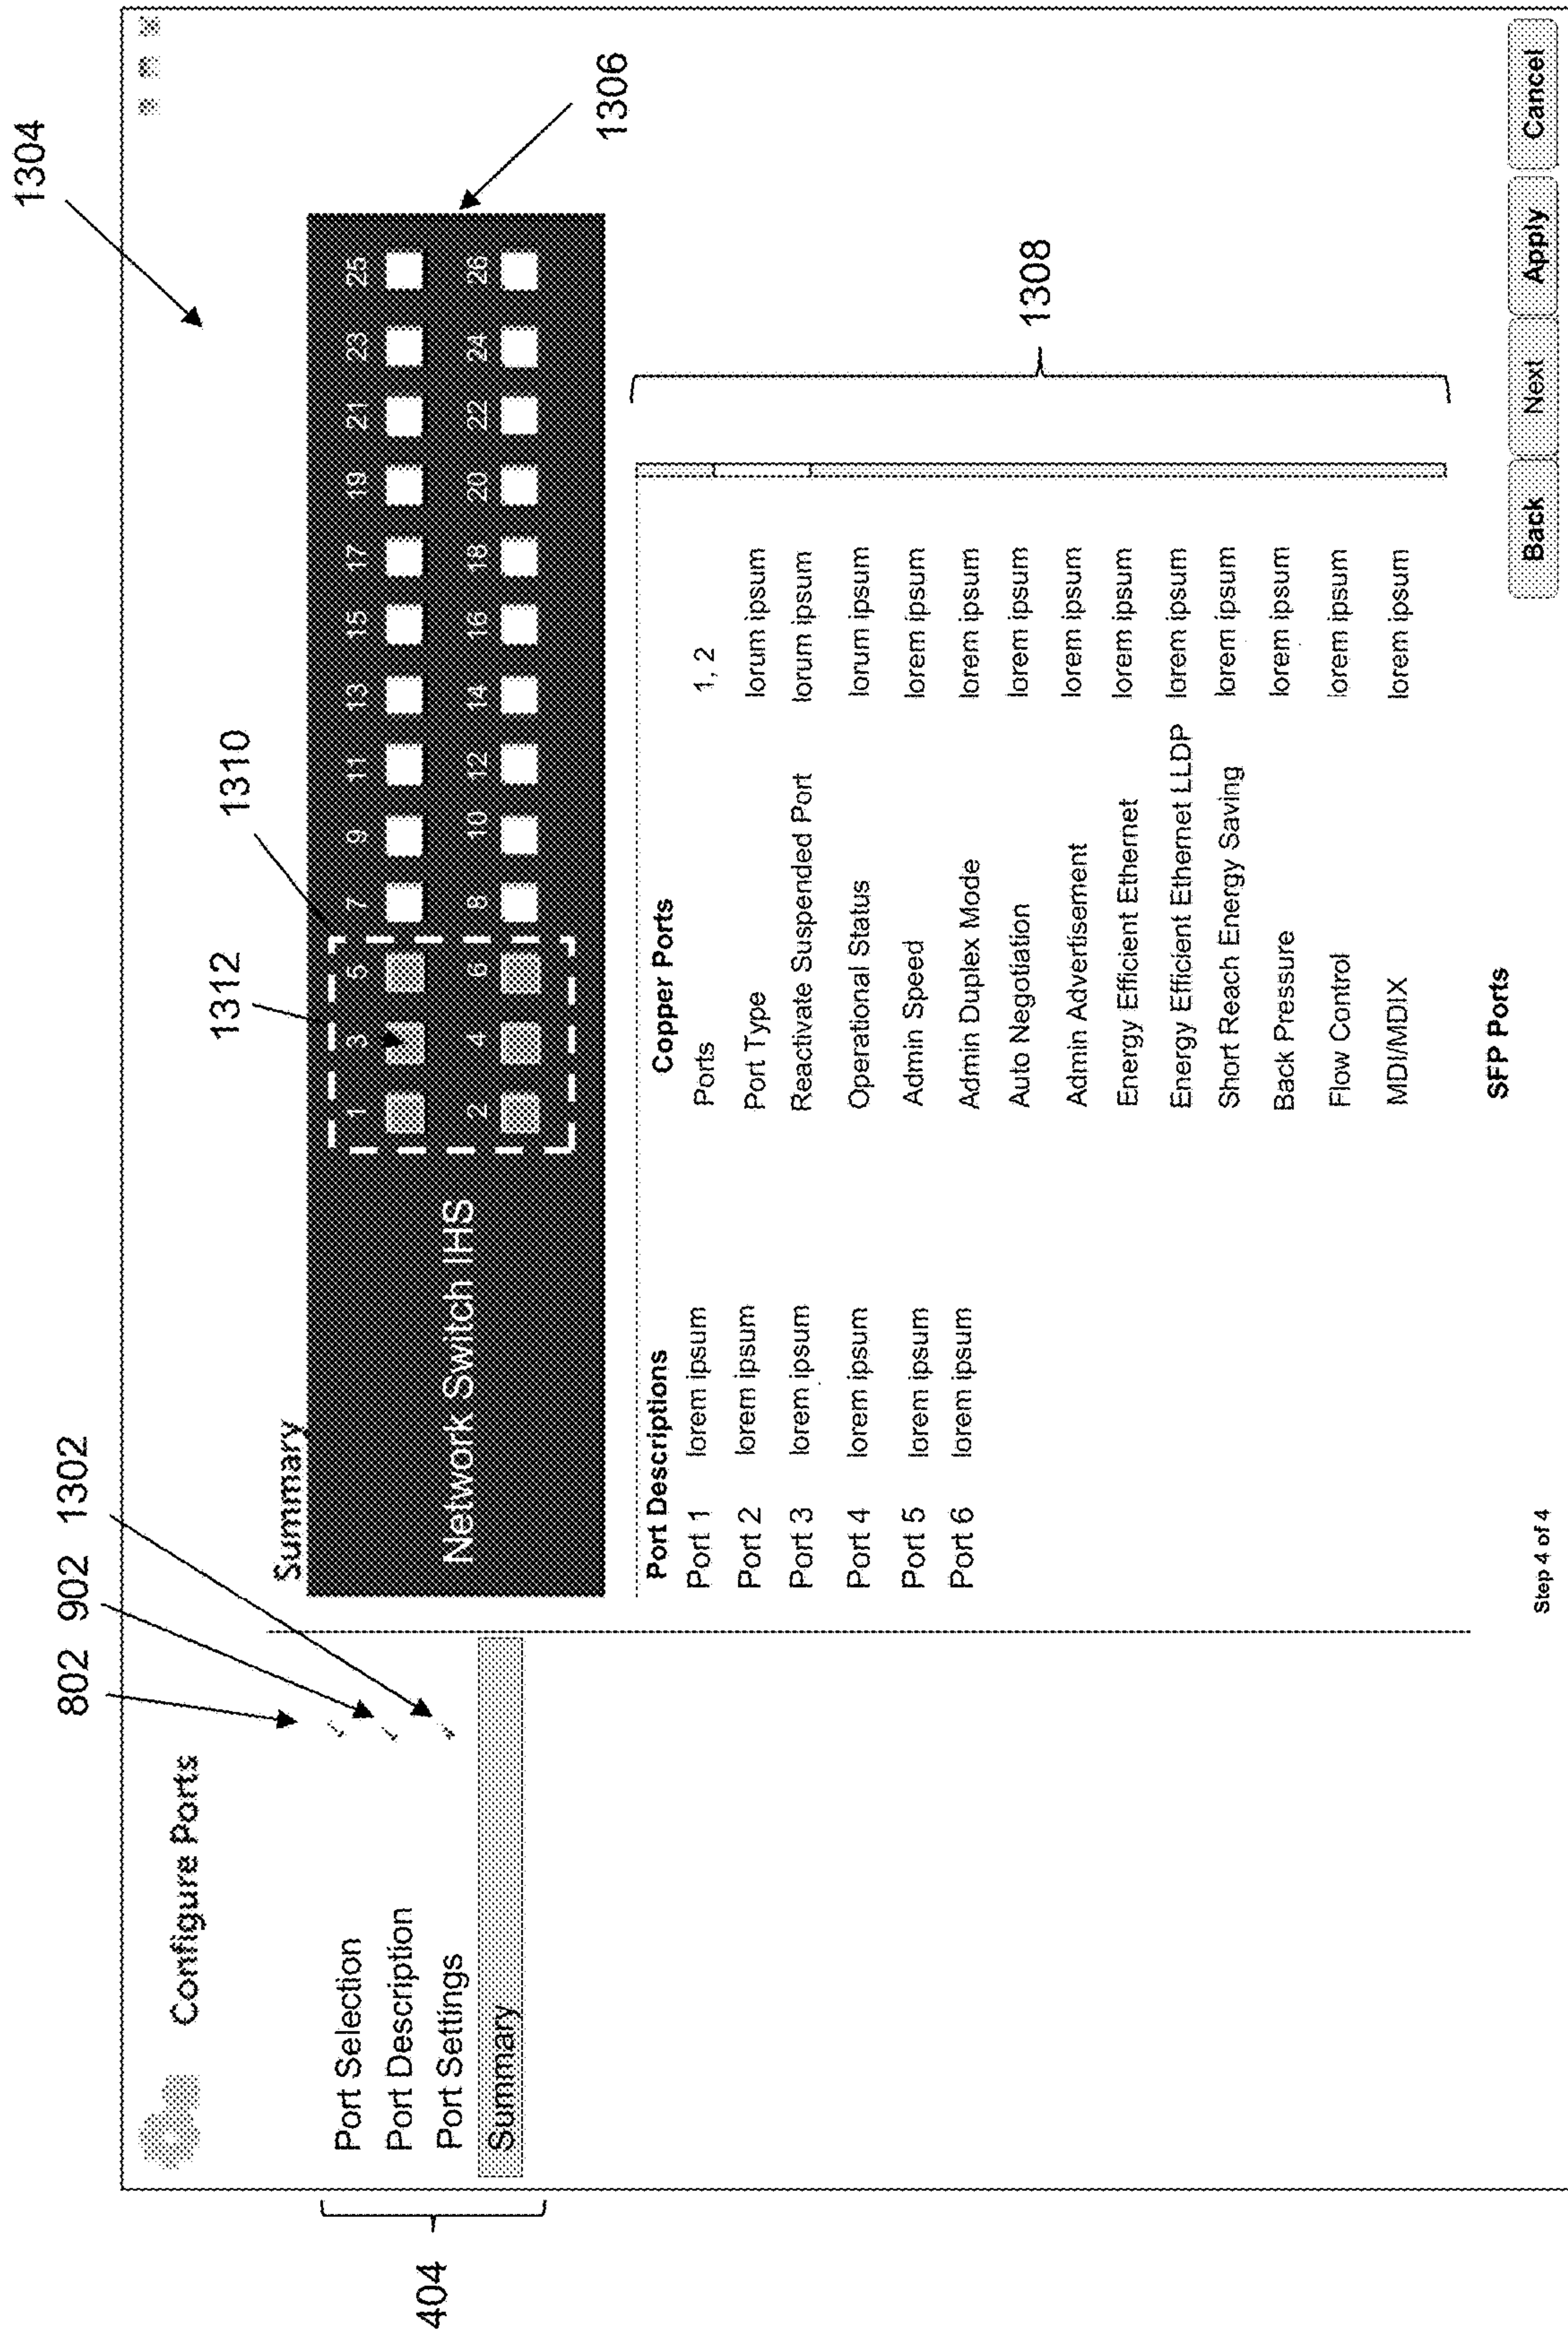 1304
802 902 1302
1312
1310
1306
Configure Ports
404
Port Selection
Port Description
Port Settings
Summary
Summary
Network Switch IHS
1 3 5 7 9 11 13 15 17 19 21 23 25
2 4 6 8 10 12 14 16 18 20 22 24 26
1308
Port Descriptions
Port 1 lorem ipsum
Port 2 lorem ipsum
Port 3 lorem ipsum
Port 4 lorem ipsum
Port 5 lorem ipsum
Port 6 lorem ipsum
Copper Ports
Ports 1, 2
Port Type lorum ipsum
Reactivate Suspended Port lorum ipsum
Operational Status lorum ipsum
Admin Speed lorem ipsum
Admin Duplex Mode lorem ipsum
Auto Negotiation lorem ipsum
Admin Advertisement lorem ipsum
Energy Efficient Ethernet lorem ipsum
Energy Efficient Ethernet LLDP lorem ipsum
Short Reach Energy Saving lorem ipsum
Back Pressure lorem ipsum
Flow Control lorem ipsum
MDI/MDIX lorem ipsum
SFP Ports
Step 4 of 4
Back Next Apply Cancel